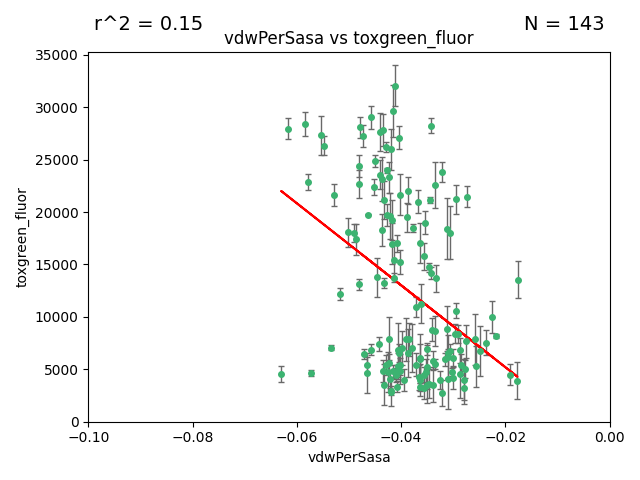 r^2 = 0.15
N = 143
vdwPerSasa vs toxgreen_fluor
35000
30000
25000
20000
15000
10000
5000
0
toxgreen_fluor
−0.10
−0.08
−0.06
−0.04
−0.02
0.00
vdwPerSasa